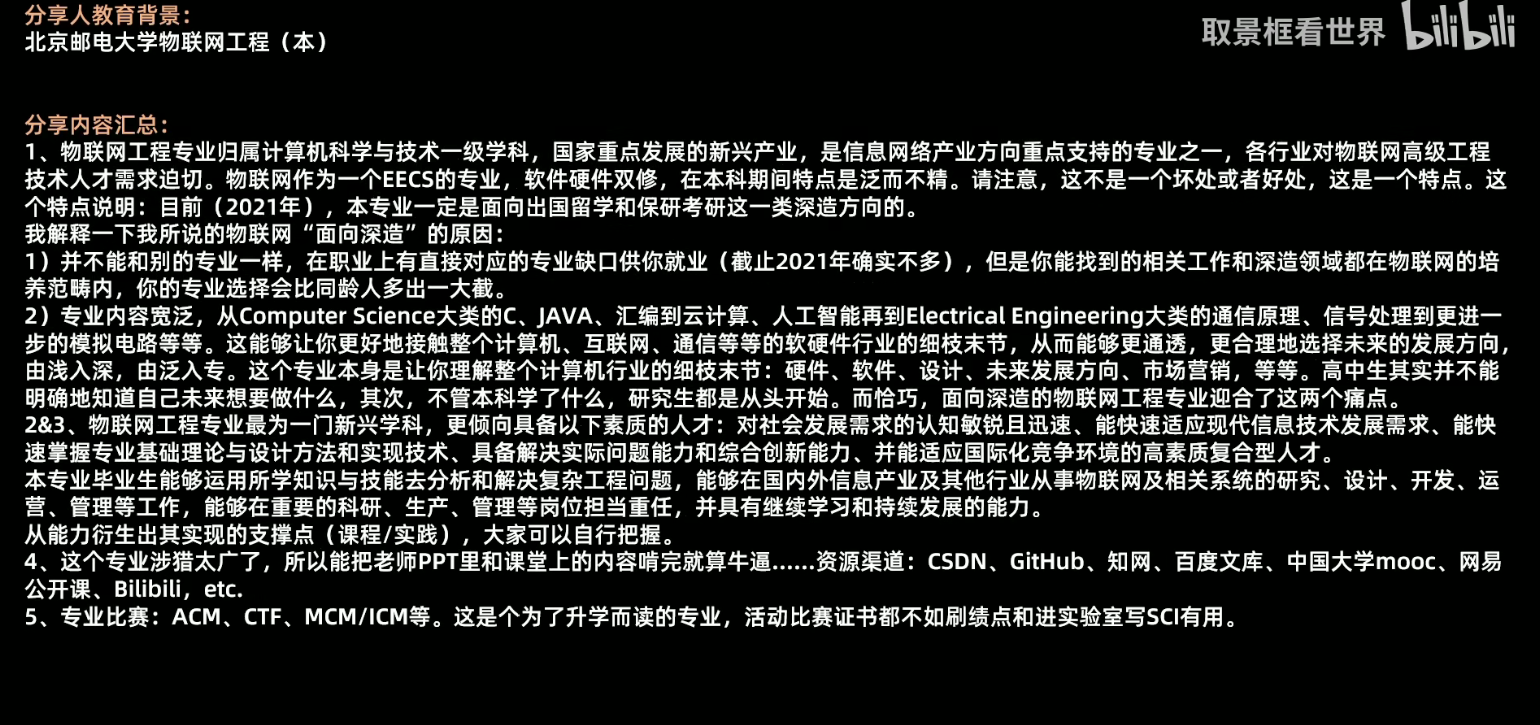 分享人教育背景：
取景框看世界 bilibili
北京邮电大学物联网工程（本）
分享内容汇总：
1、物联网工程专业归属计算机科学与技术一级学科，国家重点发展的新兴产业，是信息网络产业方向重点支持的专业之一，各行业对物联网高级工程
技术人才需求迫切。物联网作为一个EECS的专业，软件硬件双修，在本科期间特点是泛而不精。请注意，这不是一个坏处或者好处，这是一个特点。这
个特点说明：目前（2021年），本专业一定是面向出国留学和保研考研这一类深造方向的。
我解释一下我所说的物联网“面向深造”的原因：
1）并不能和别的专业一样，在职业上有直接对应的专业缺口供你就业（截止2021年确实不多），但是你能找到的相关工作和深造领域都在物联网的培
养范畴内，你的专业选择会比同龄人多出一大截。
2）专业内容宽泛，从Computer Science大类的C、JAVA、汇编到云计算、人工智能再到Electrical Engineering大类的通信原理、信号处理到更进一
步的模拟电路等等。这能够让你更好地接触整个计算机、互联网、通信等等的软硬件行业的细枝末节，从而能够更通透，更合理地选择未来的发展方向，
由浅入深，由泛入专。这个专业本身是让你理解整个计算机行业的细枝末节：硬件、软件、设计、未来发展方向、市场营销，等等。高中生其实并不能
明确地知道自己未来想要做什么，其次，不管本科学了什么，研究生都是从头开始。而恰巧，面向深造的物联网工程专业迎合了这两个痛点。
2&3、物联网工程专业最为一门新兴学科，更倾向具备以下素质的人才：对社会发展需求的认知敏锐且迅速、能快速适应现代信息技术发展需求、能快
速掌握专业基础理论与设计方法和实现技术、具备解决实际问题能力和综合创新能力、并能适应国际化竞争环境的高素质复合型人才。
本专业毕业生能够运用所学知识与技能去分析和解决复杂工程问题，能够在国内外信息产业及其他行业从事物联网及相关系统的研究、设计、开发、运
营、管理等工作，能够在重要的科研、生产、管理等岗位担当重任，并具有继续学习和持续发展的能力。
从能力衍生出其实现的支撑点（课程/实践），大家可以自行把握。
4、这个专业涉猎太广了，所以能把老师PPT里和课堂上的内容啃完就算牛逼......资源渠道：CSDN、GitHub、知网、百度文库、中国大学mooc、网易
公开课、Bilibili，etc.
5、专业比赛：ACM、CTF、MCM/ICM等。这是个为了升学而读的专业，活动比赛证书都不如刷绩点和进实验室写SCI有用。